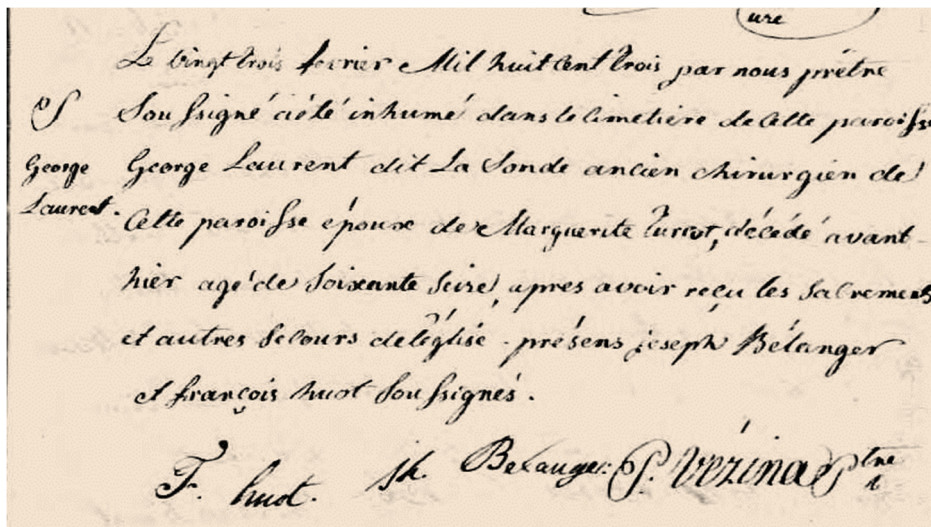 ure
Le vingt trois fevrier Mil huit cent trois par nous prêtre
S
Soussigné a été inhumé dans le cimetière de cette paroisse
George
George Laurent dit La Sonde ancien chirurgien de
Laurent.
Cette paroisse époux de Marguerite décédé avant-
hier agé de soixante seize, apres avoir reçu les sacrements
et autres secours de l'église. présens joseph Bélanger
et françois huot soussignés.
F. huot. Jh. Belanger. P. Vézina Ptre